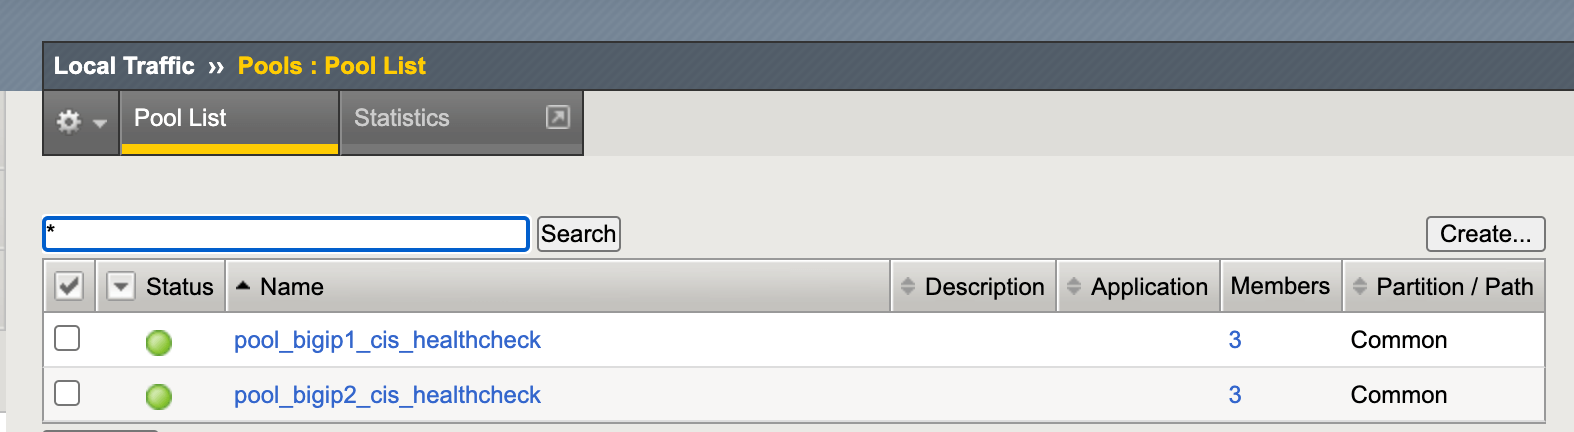 Local Traffic ›› Pools : Pool List
Pool List Statistics
* Search Create...
Status Name Description Application Members Partition / Path
pool_bigip1_cis_healthcheck 3 Common
pool_bigip2_cis_healthcheck 3 Common